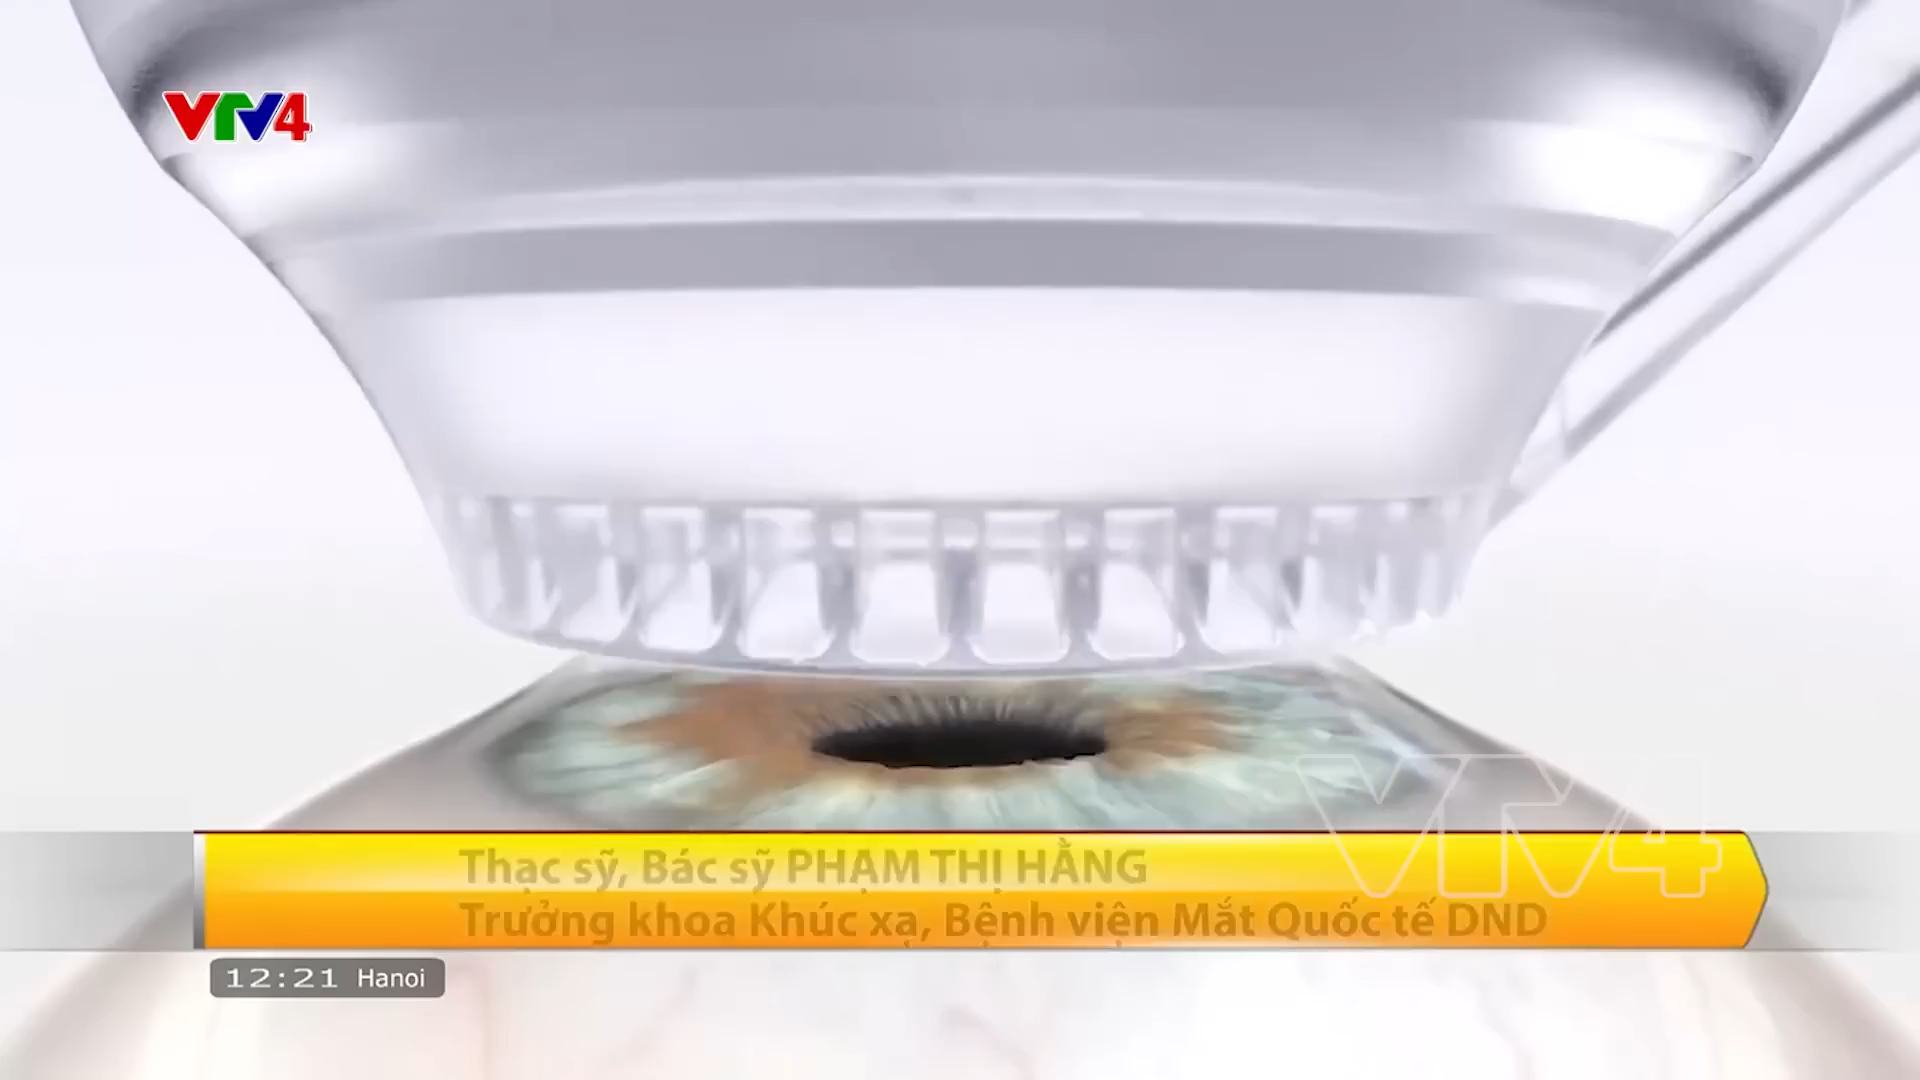 VTV4
Thạc sỹ, Bác sỹ PHẠM THỊ HẰNG
VTV4
Trưởng khoa Khúc xạ, Bệnh viện Mắt Quốc tế DND
12:21 Hanoi